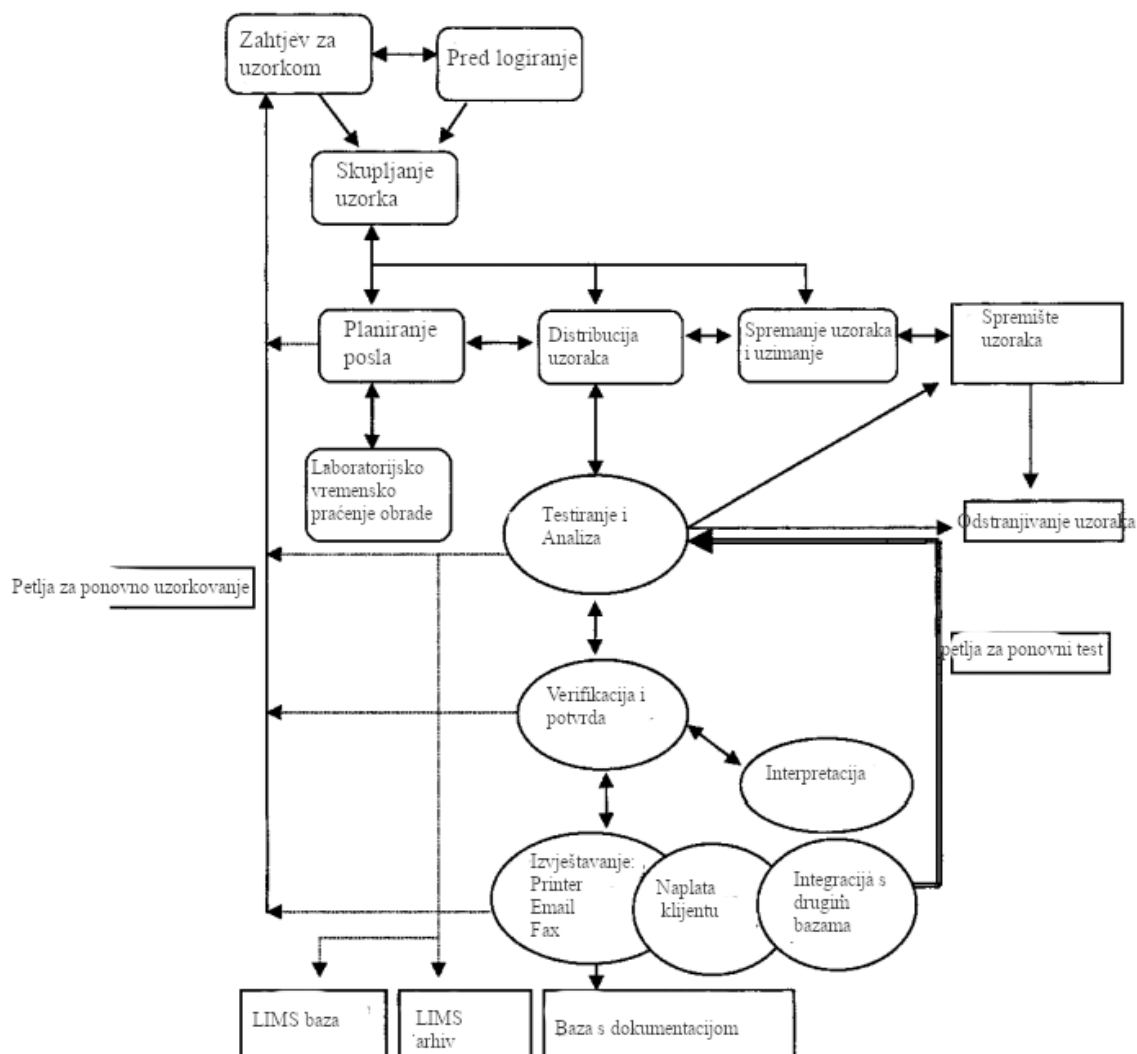 Zahtjev za
uzorkom
Pred logiranje
Skupljanje
uzorka
Planiranje
posla
Distribucija
uzoraka
Spremanje uzoraka
i uzimanje
Spremište
uzoraka
Laboratorijsko
vremensko
praćenje obrade
Testiranje i
Analiza
Odstranjivanje uzoraka
Petlja za ponovno uzorkovanje
petlja za ponovni test
Verifikacija i
potvrda
Interpretacija
Izvještavanje:
Printer
Email
Fax
Naplata
klijentu
Integracija s
drugim
bazama
LIMS baza
LIMS
arhiv
Baza s dokumentacijom